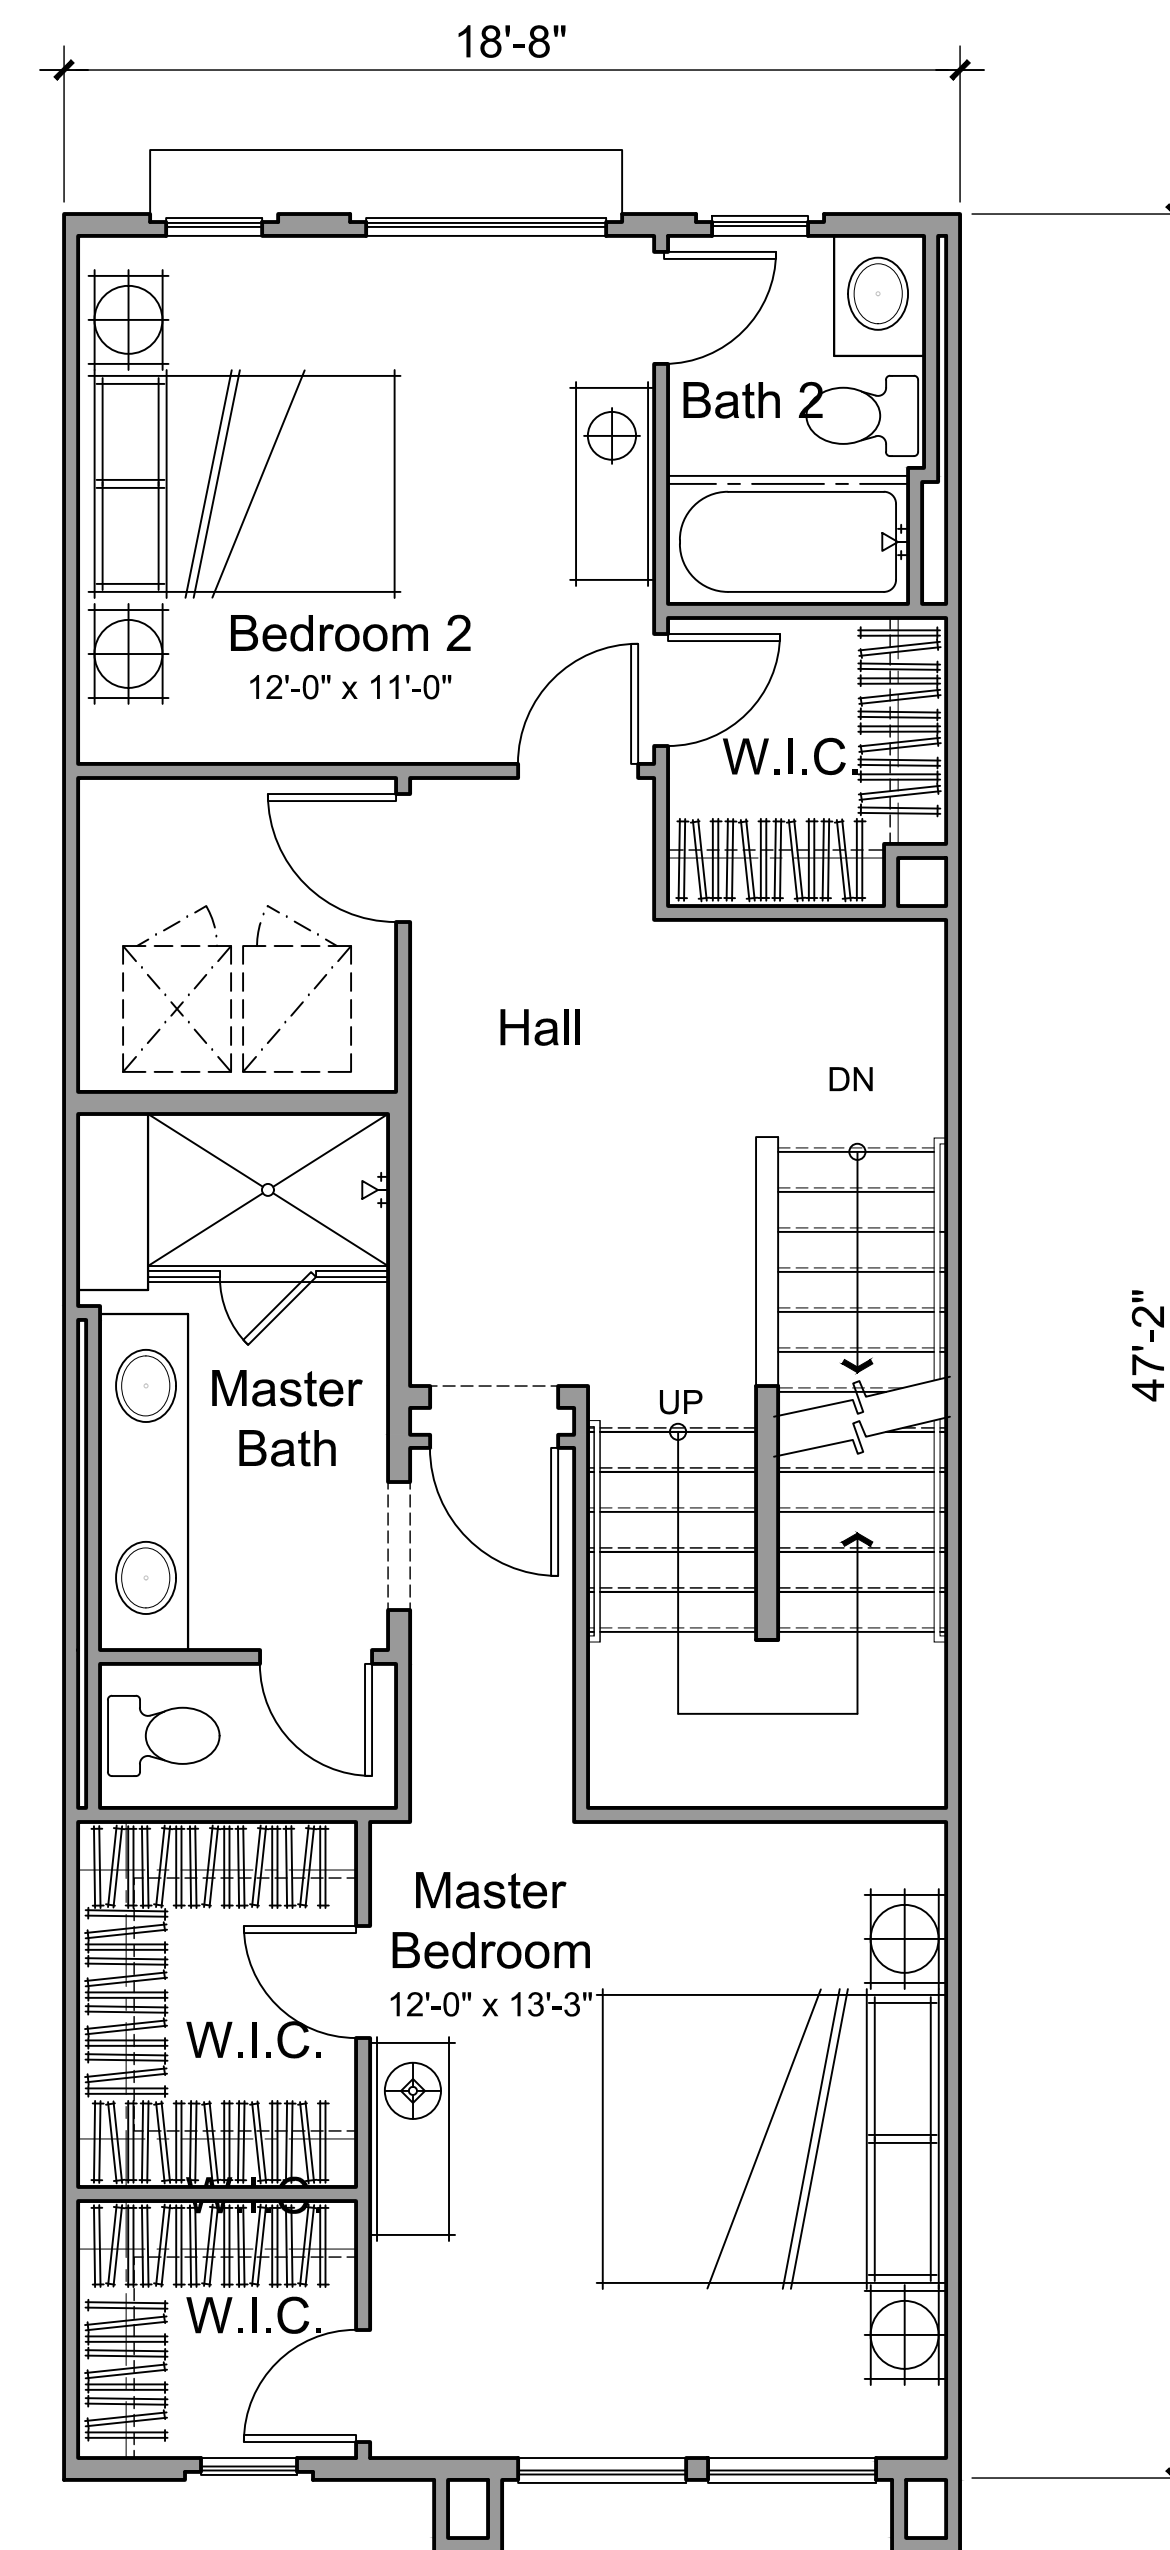 18'-8"
Bath 2
Bedroom 2
12'-0" x 11'-0"
W.I.C.
Hall
DN
47'-2"
Master
Bath
UP
Master
Bedroom
12'-0" x 13'-3"
W.I.C.
W.I.C.
W.I.C.